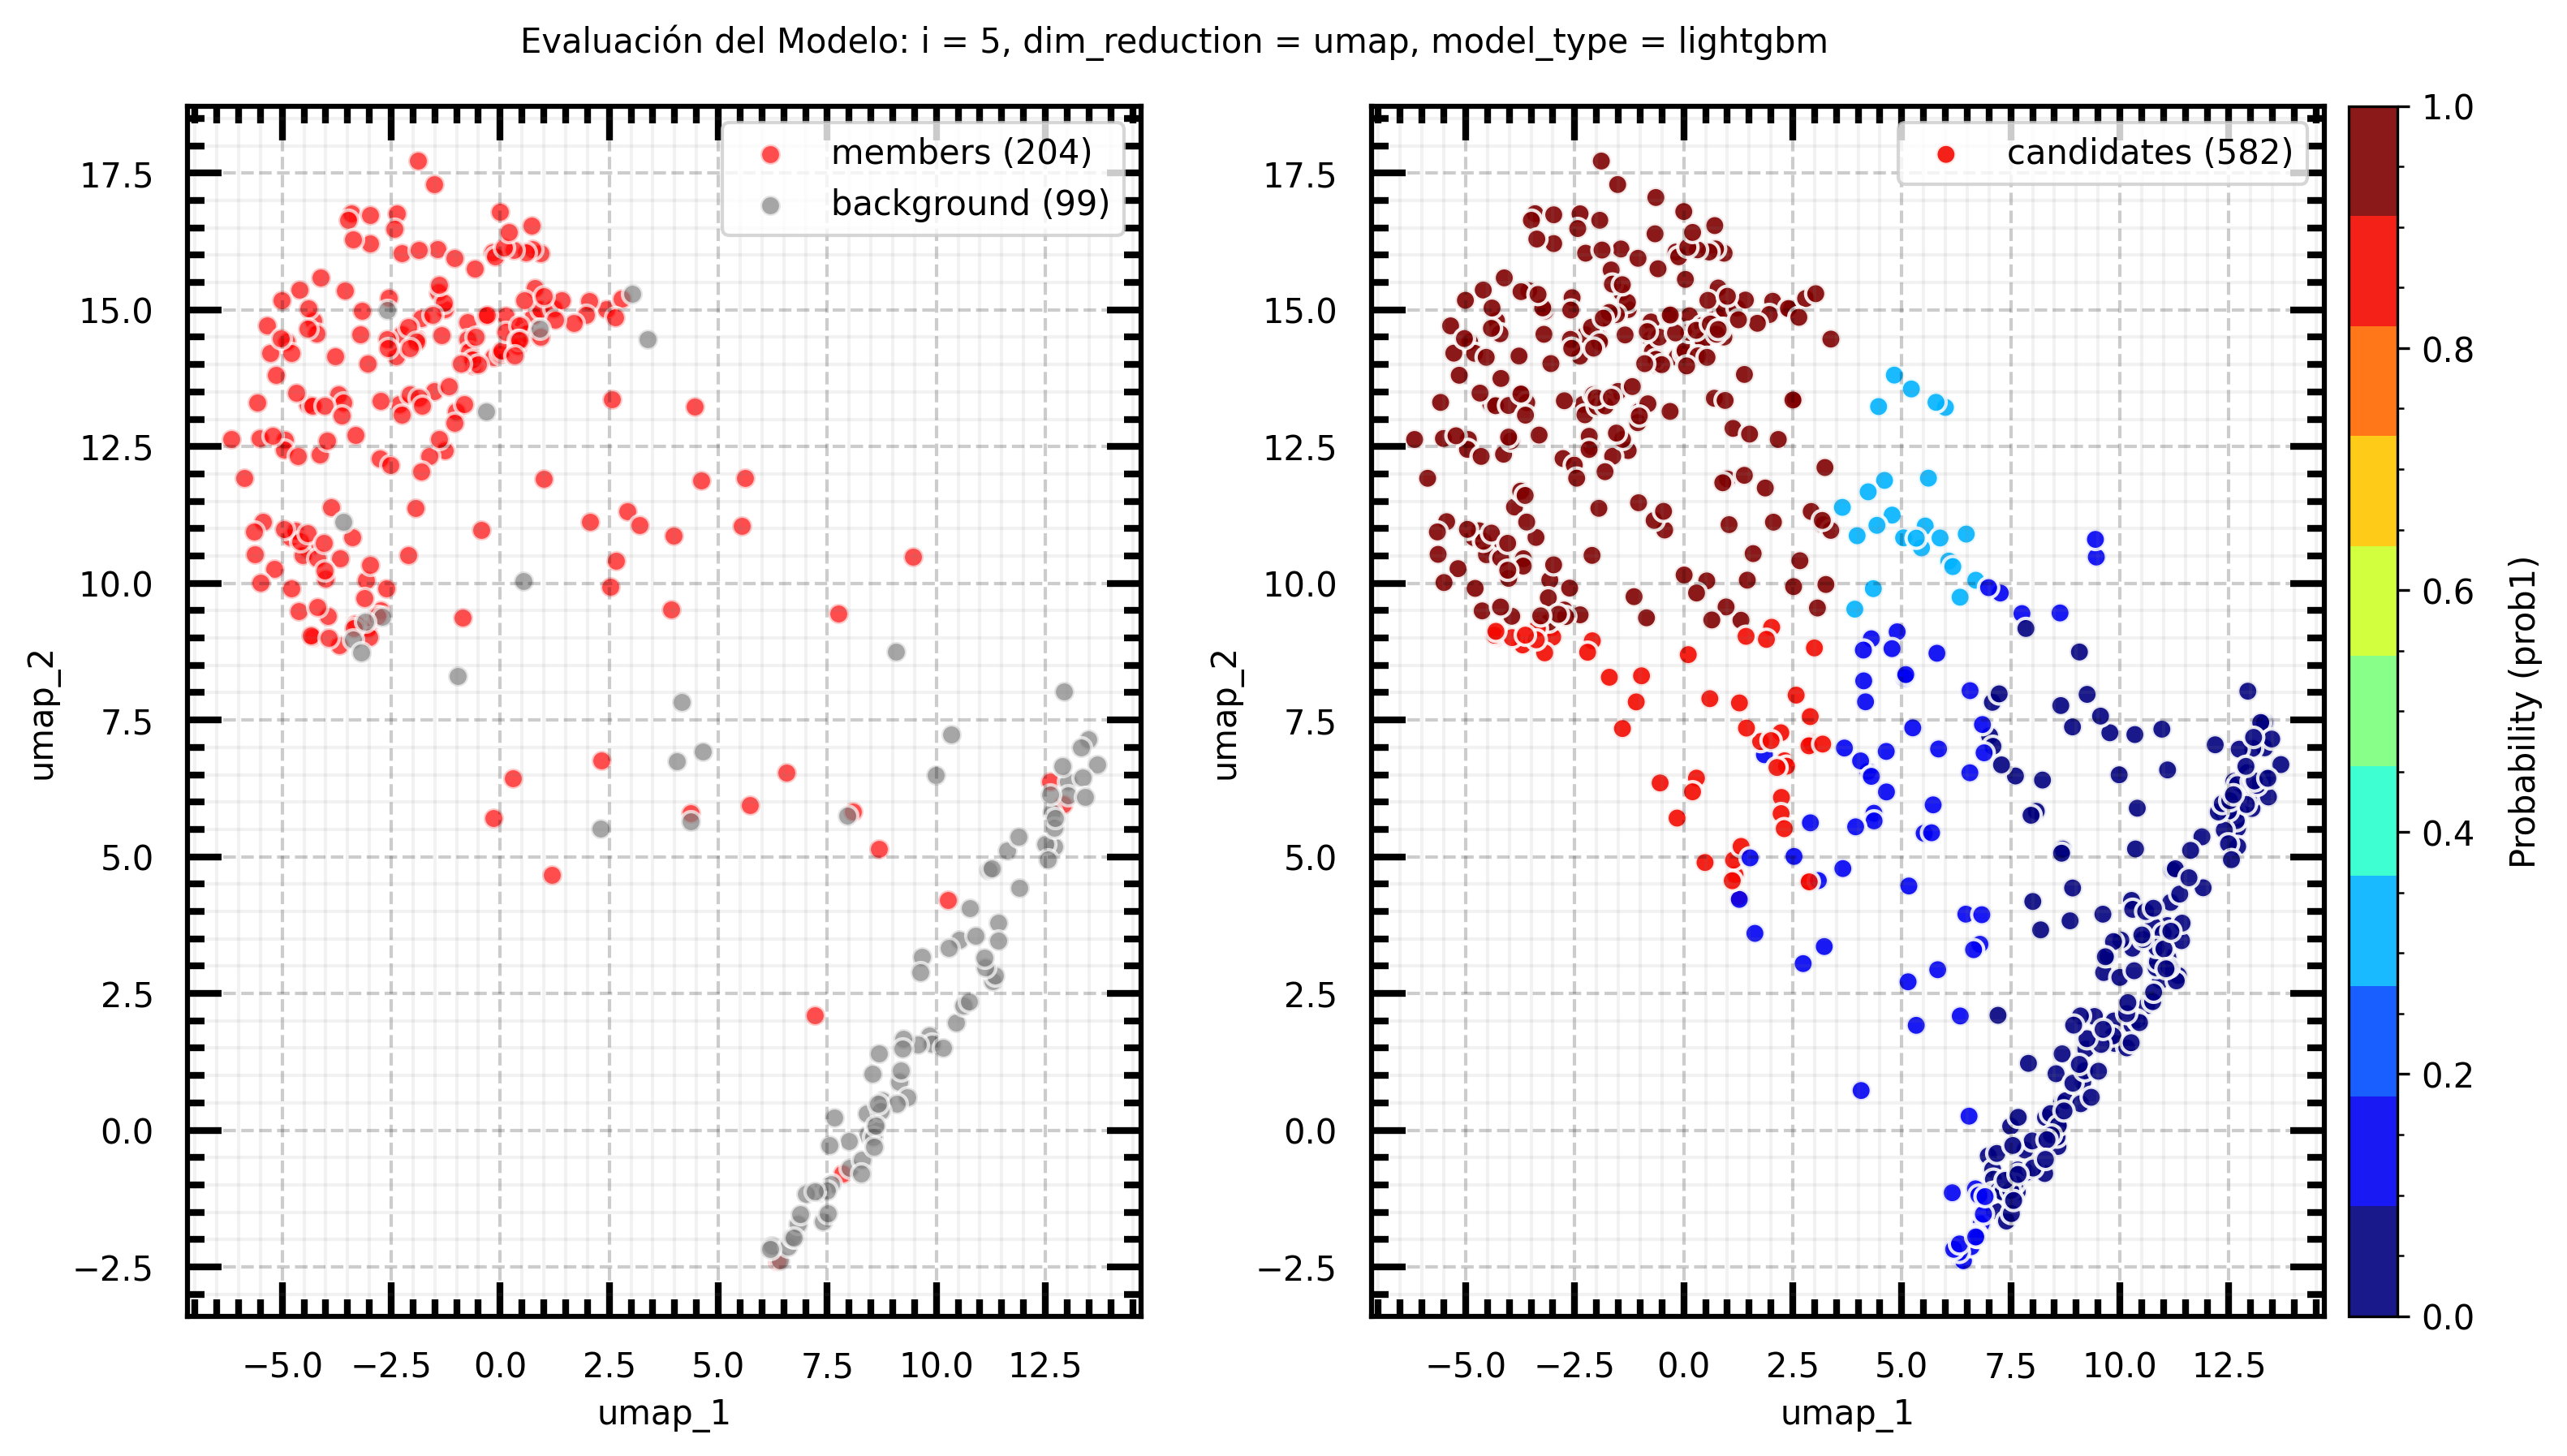 Evaluación del Modelo: i = 5, dim_reduction = umap, model_type = lightgbm
members (204)
background (99)
17.5
15.0
12.5
10.0
7.5
5.0
2.5
0.0
−2.5
umap_2
−5.0 −2.5 0.0 2.5 5.0 7.5 10.0 12.5
umap_1
candidates (582)
17.5
15.0
12.5
10.0
7.5
5.0
2.5
0.0
−2.5
umap_2
−5.0 −2.5 0.0 2.5 5.0 7.5 10.0 12.5
umap_1
1.0
0.8
0.6
0.4
0.2
0.0
Probability (prob1)